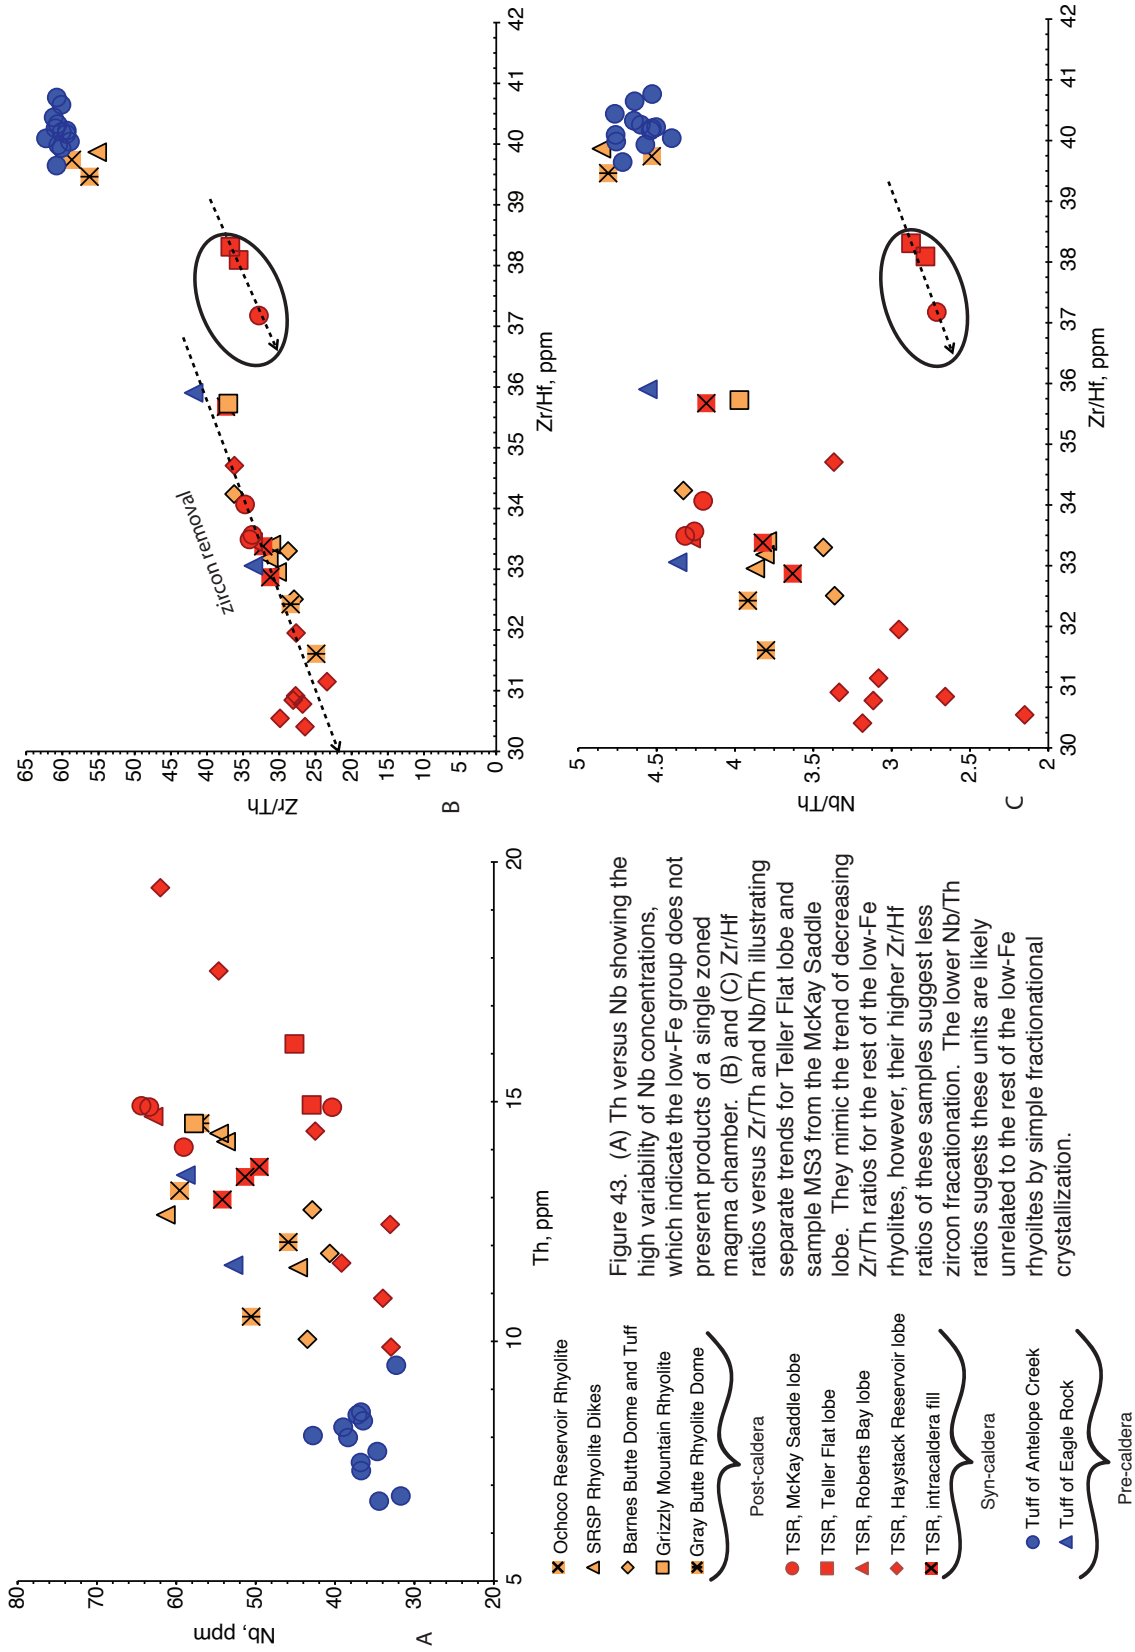 80
70
60
50
40
30
20
Nb, ppm
A
5
10
15
20
Th, ppm
65
60
55
50
45
40
35
30
25
20
15
10
5
0
Zr/Th
B
zircon removal
30
31
32
33
34
35
36
37
38
39
40
41
42
Zr/Hf, ppm
Ochoco Reservoir Rhyolite
SRSP Rhyolite Dikes
Barnes Butte Dome and Tuff
Grizzly Mountain Rhyolite
Gray Butte Rhyolite Dome
Post-caldera
TSR, McKay Saddle lobe
TSR, Teller Flat lobe
TSR, Roberts Bay lobe
TSR, Haystack Reservoir lobe
TSR, intracaldera fill
Syn-caldera
Tuff of Antelope Creek
Tuff of Eagle Rock
Pre-caldera
Figure 43. (A) Th versus Nb showing the
high variability of Nb concentrations,
which indicate the low-Fe group does not
presrent products of a single zoned
magma chamber. (B) and (C) Zr/Hf
ratios versus Zr/Th and Nb/Th illustrating
separate trends for Teller Flat lobe and
sample MS3 from the McKay Saddle
lobe. They mimic the trend of decreasing
Zr/Th ratios for the rest of the low-Fe
rhyolites, however, their higher Zr/Hf
ratios of these samples suggest less
zircon fracationation. The lower Nb/Th
ratios suggests these units are likely
unrelated to the rest of the low-Fe
rhyoilites by simple fractionational
crystallization.
5
4.5
4
3.5
3
2.5
2
Nb/Th
C
30
31
32
33
34
35
36
37
38
39
40
41
42
Zr/Hf, ppm